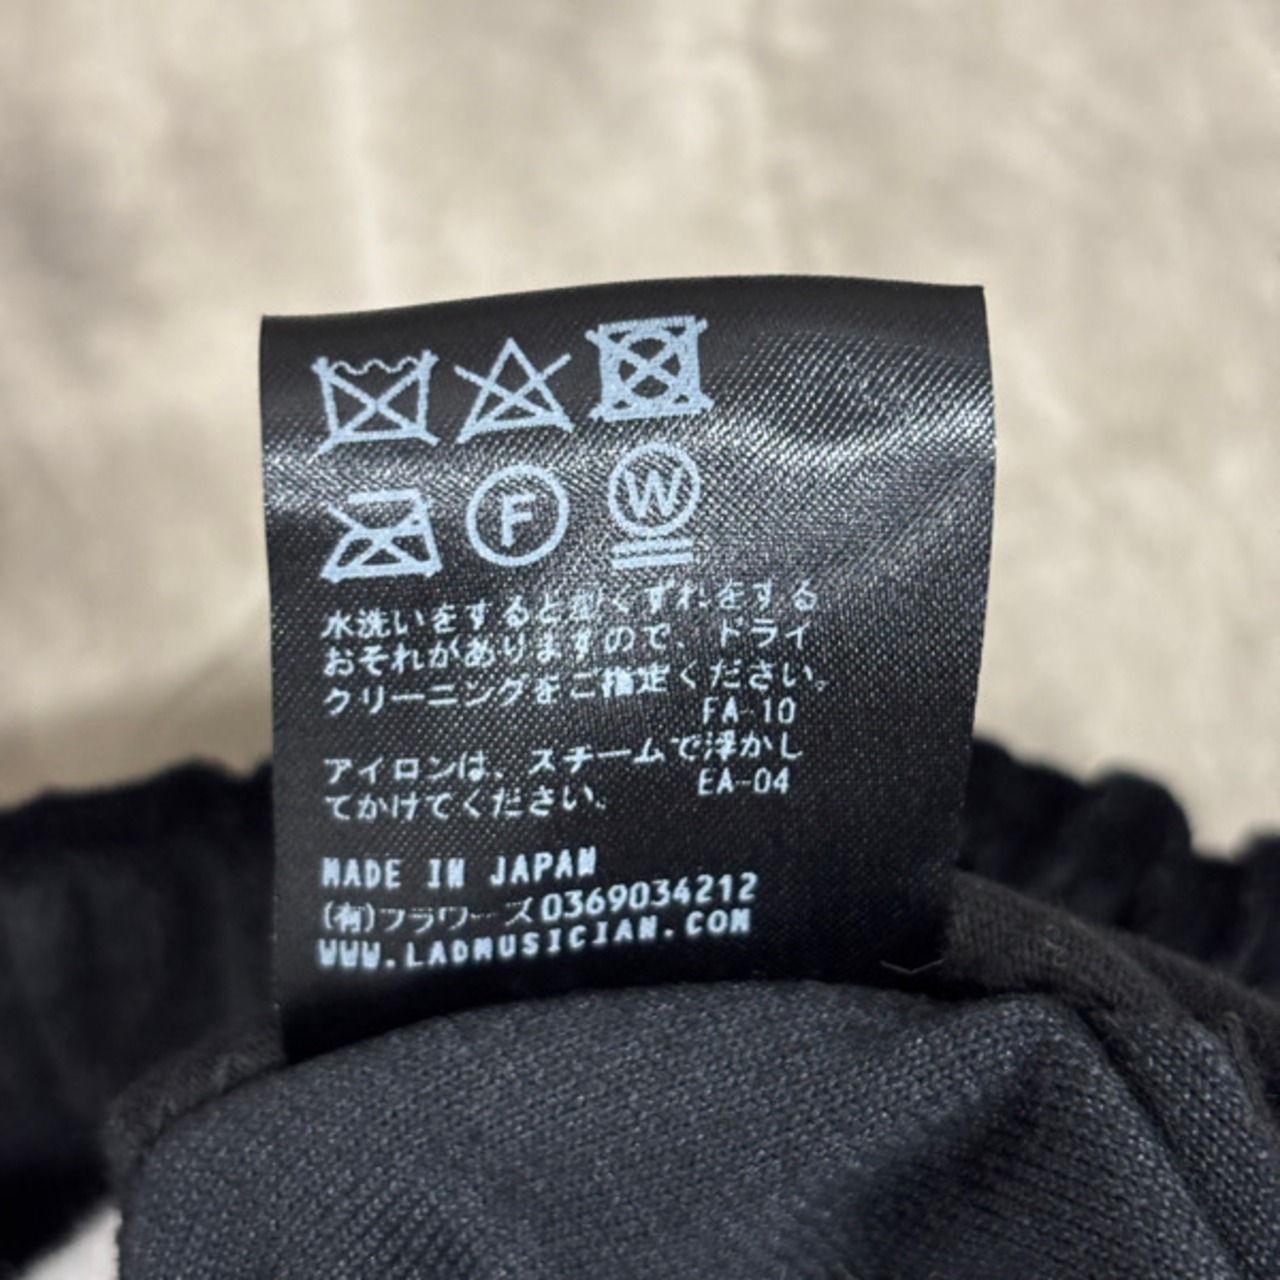 F W
水洗いをすると型くずれをする
おそれがありますので、ドライ
クリーニングをご指定ください。
FA-10
アイロンは、スチームで浮かし
てかけてください。 EA-04
MADE IN JAPAN
(有)フラワーズ0369034212
WWW.LADMUSICIAN.COM